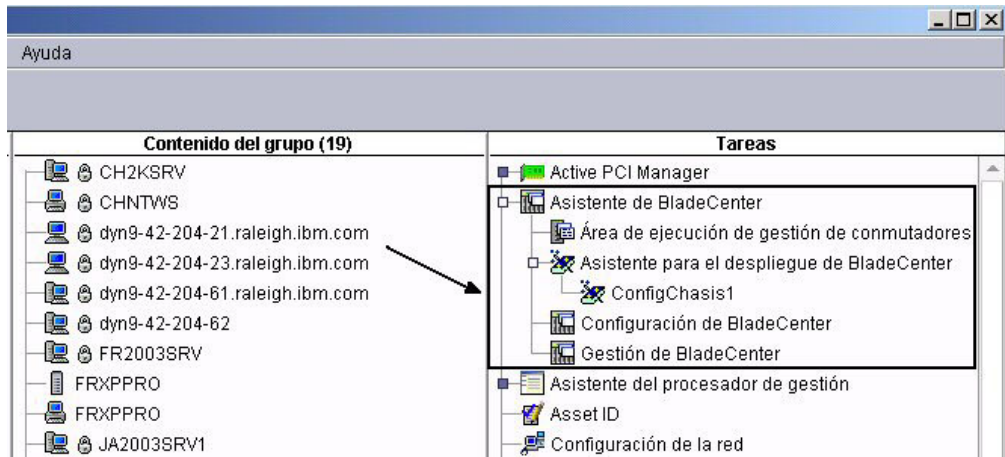 Ayuda
Contenido del grupo (19)
CH2KSRV
CHNTWS
dyn9-42-204-21.raleigh.ibm.com
dyn9-42-204-23.raleigh.ibm.com
dyn9-42-204-61.raleigh.ibm.com
dyn9-42-204-62
FR2003SRV
FRXPPRO
FRXPPRO
JA2003SRV1
Tareas
Active PCI Manager
Asistente de BladeCenter
Área de ejecución de gestión de conmutadores
Asistente para el despliegue de BladeCenter
ConfigChasis1
Configuración de BladeCenter
Gestión de BladeCenter
Asistente del procesador de gestión
Asset ID
Configuración de la red